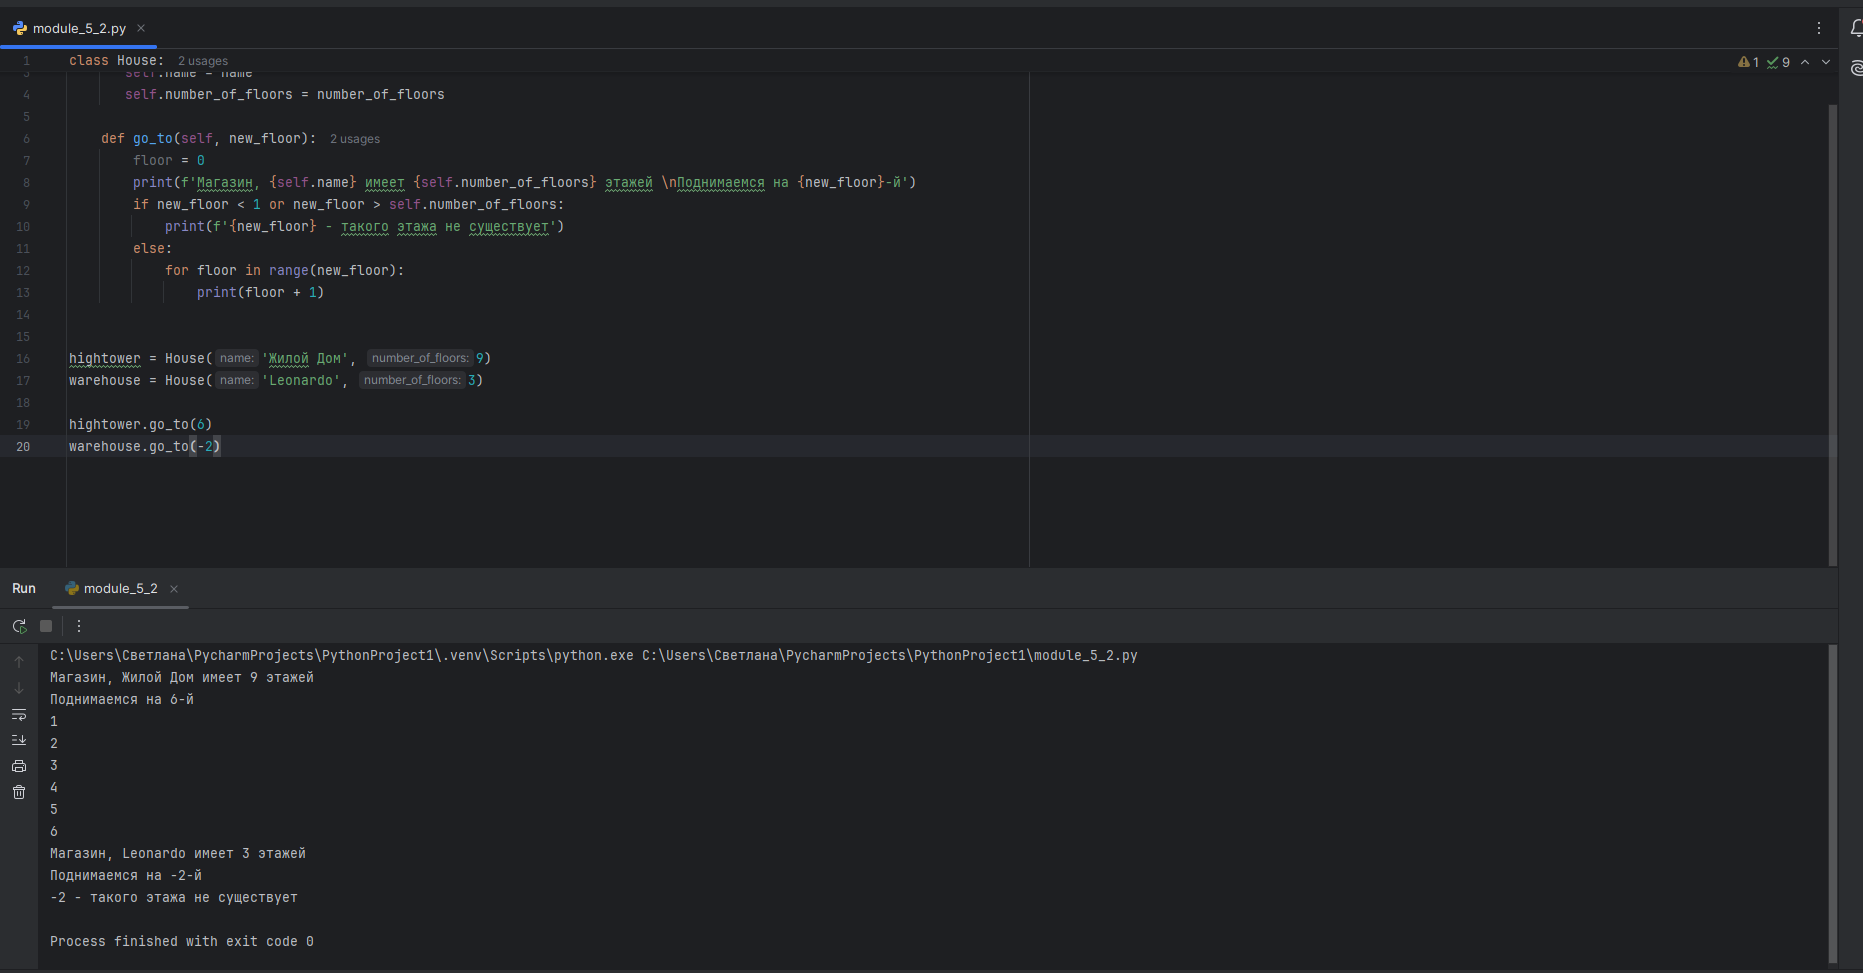 module_5_2.py
1 class House: 2 usages
1 9
3 self.name = name
4 self.number_of_floors = number_of_floors
5
6 def go_to(self, new_floor): 2 usages
7 floor = 0
8 print(f'Магазин, {self.name} имеет {self.number_of_floors} этажей \nПоднимаемся на {new_floor}-й')
9 if new_floor < 1 or new_floor > self.number_of_floors:
10 print(f'{new_floor} - такого этажа не существует')
11 else:
12 for floor in range(new_floor):
13 print(floor + 1)
14
15
16 hightower = House( name: 'Жилой Дом', number_of_floors: 9)
17 warehouse = House( name: 'Leonardo', number_of_floors: 3)
18
19 hightower.go_to(6)
20 warehouse.go_to(-2)
Run module_5_2
C:\Users\Светлана\PycharmProjects\PythonProject1\.venv\Scripts\python.exe C:\Users\Светлана\PycharmProjects\PythonProject1\module_5_2.py
Магазин, Жилой Дом имеет 9 этажей
Поднимаемся на 6-й
1
2
3
4
5
6
Магазин, Leonardo имеет 3 этажей
Поднимаемся на -2-й
-2 - такого этажа не существует
Process finished with exit code 0